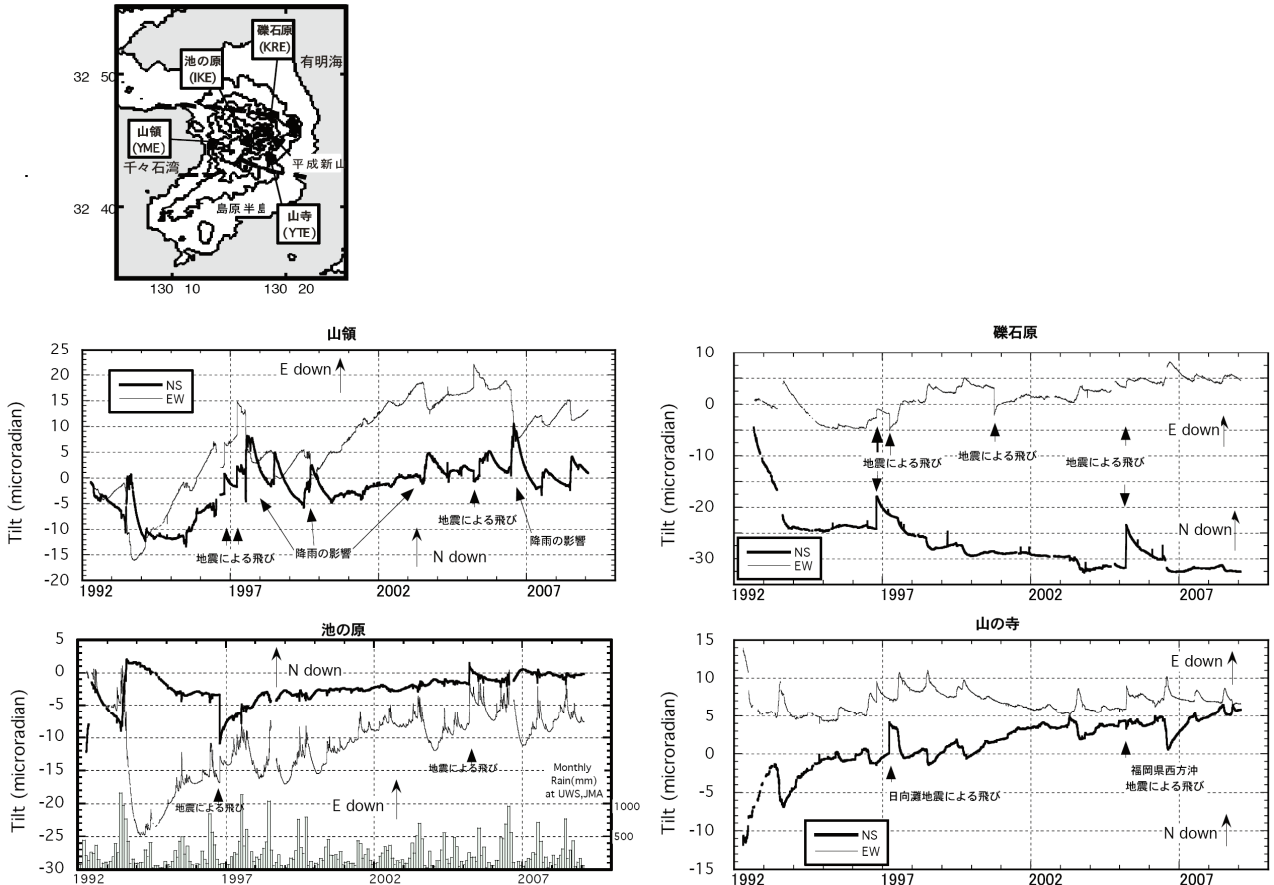 礫石原
(KRE)
池の原
(IKE)
有明海
32 50
山領
(YME)
千々石湾
平成新山
32 40
島原半島
山寺
(YTE)
130 10
130 20
山領
25
20
15
10
5
0
-5
-10
-15
-20
Tilt (microradian)
NS
EW
E down
地震による飛び
降雨の影響
地震による飛び
降雨の影響
N down
1992
1997
2002
2007
礫石原
10
0
-10
-20
-30
Tilt (microradian)
E down
地震による飛び
地震による飛び
地震による飛び
N down
NS
EW
1992
1997
2002
2007
池の原
5
0
-5
-10
-15
-20
-25
-30
Tilt (microradian)
N down
地震による飛び
地震による飛び
E down
Monthly
Rain(mm)
at UWS,JMA
1000
500
1992
1997
2002
2007
山の寺
15
10
5
0
-5
-10
-15
Tilt (microradian)
E down
日向灘地震による飛び
福岡県西方沖
地震による飛び
N down
NS
EW
1992
1997
2002
2007